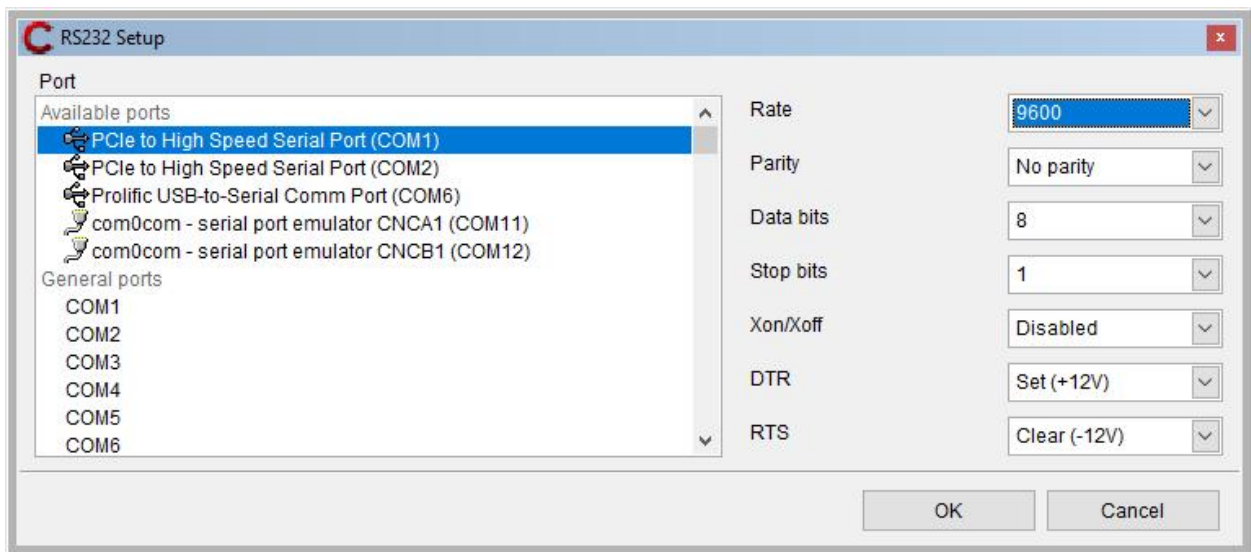 RS232 Setup
Port
Available ports
PCIe to High Speed Serial Port (COM1)
PCIe to High Speed Serial Port (COM2)
Prolific USB-to-Serial Comm Port (COM6)
com0com - serial port emulator CNCA1 (COM11)
com0com - serial port emulator CNCB1 (COM12)
General ports
COM1
COM2
COM3
COM4
COM5
COM6
Rate 9600
Parity No parity
Data bits 8
Stop bits 1
Xon/Xoff Disabled
DTR Set (+12V)
RTS Clear (-12V)
OK Cancel